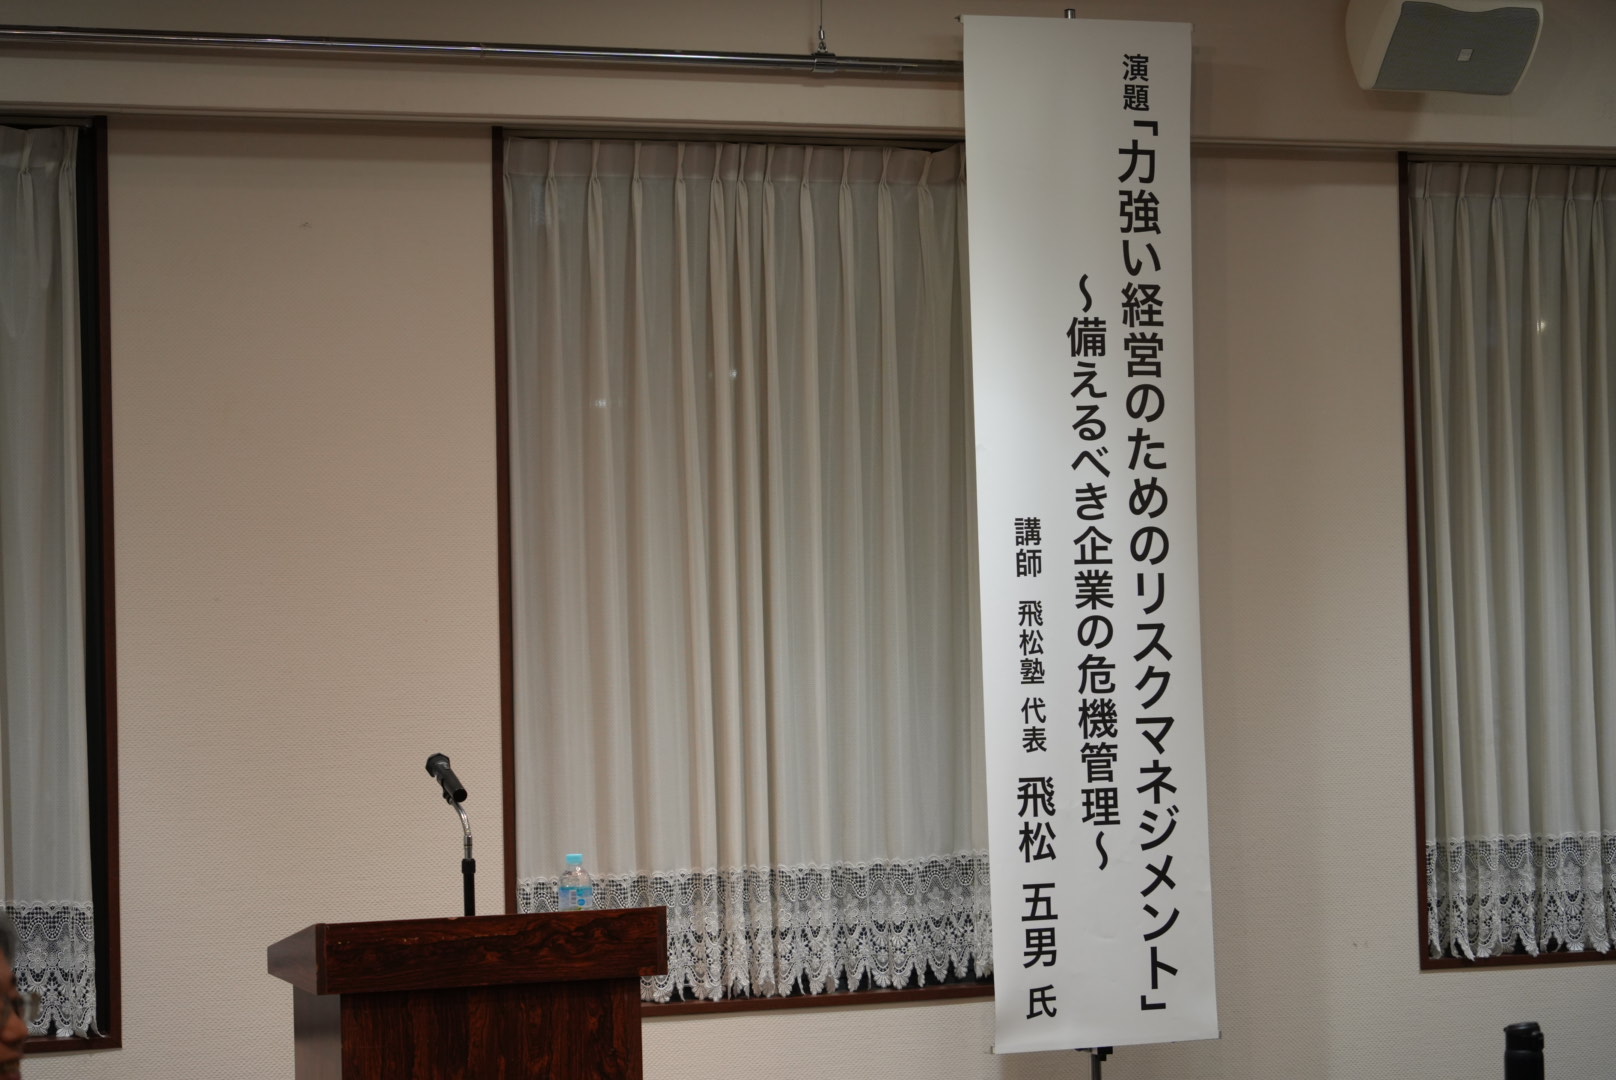 演題「力強い経営のためのリスクマネジメント」
〜備えるべき企業の危機管理〜
講師 飛松塾 代表 飛松 五男 氏